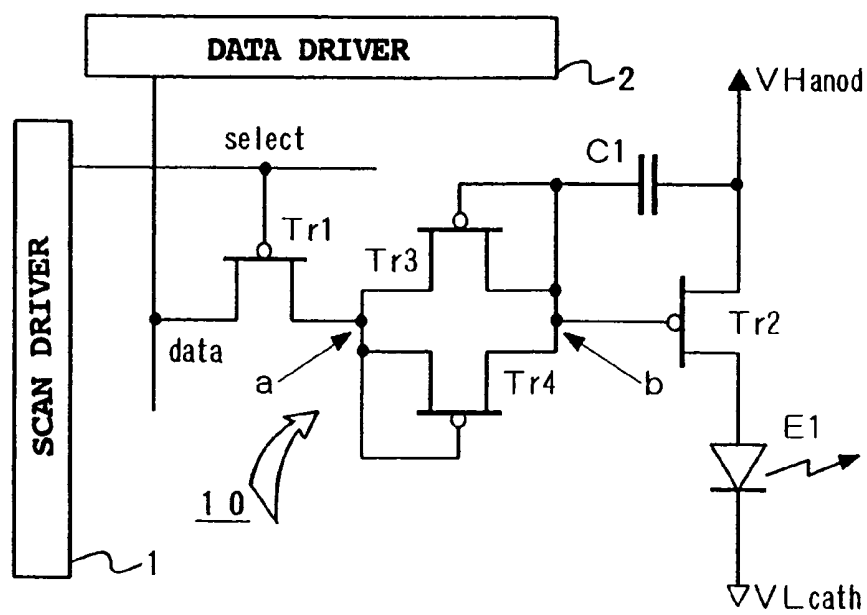 DATA DRIVER
2
VHanod
select
C1
Tr1
Tr3
SCAN DRIVER
data
a
Tr4
b
Tr2
E1
10
1
VLcath